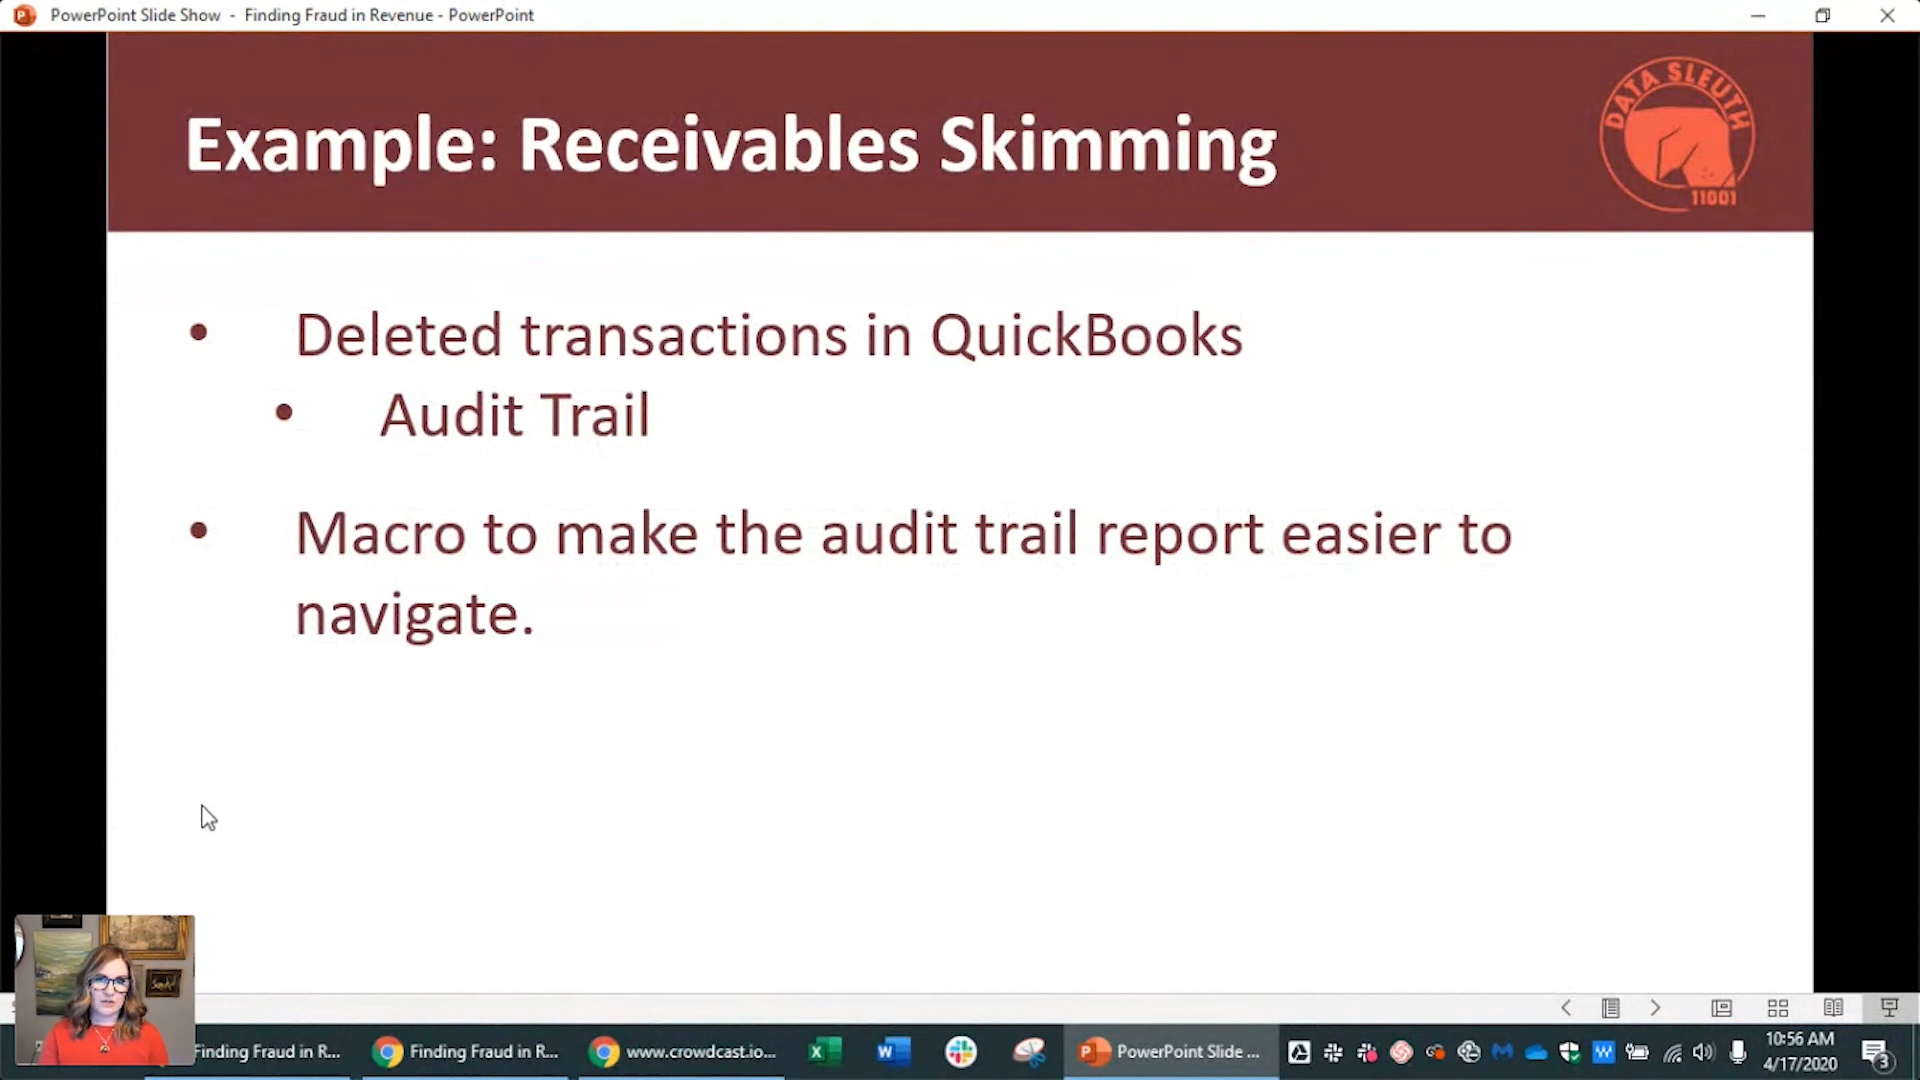 PowerPoint Slide Show - Finding Fraud in Revenue - PowerPoint
Example: Receivables Skimming
DATA SLEUTH
11001
• Deleted transactions in QuickBooks
• Audit Trail
• Macro to make the audit trail report easier to
navigate.
Finding Fraud in R...
Finding Fraud in R...
www.crowdcast.io...
PowerPoint Slide ...
10:56 AM
4/17/2020
3